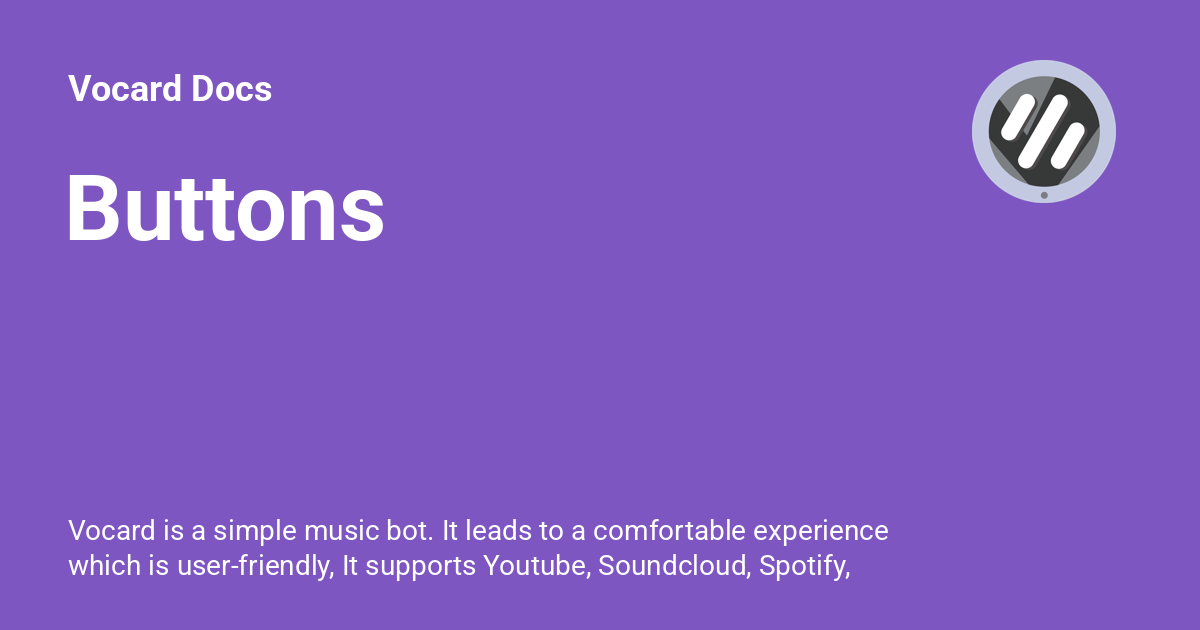 Vocard Docs
Buttons
Vocard is a simple music bot. It leads to a comfortable experience
which is user-friendly, It supports Youtube, Soundcloud, Spotify,